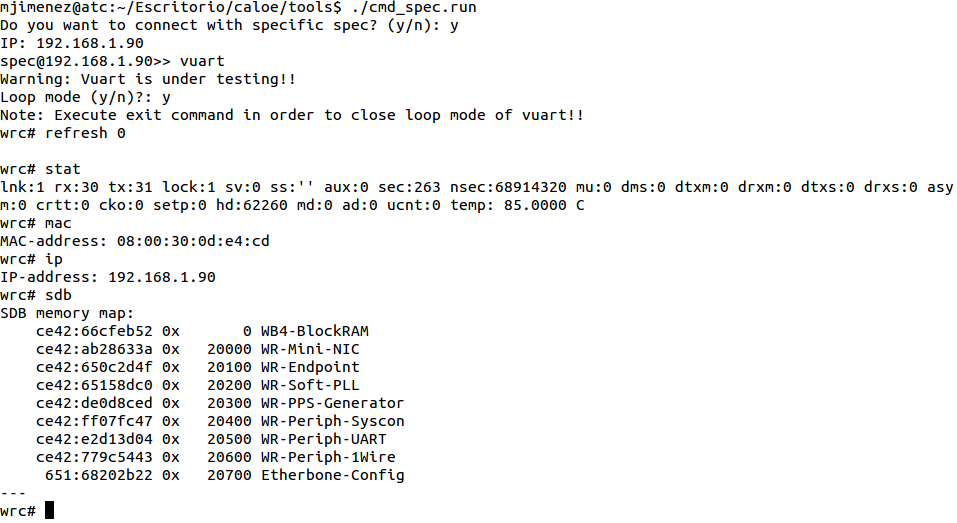 mjimenez@atc:~/Escritorio/caloe/tools$ ./cmd_spec.run
Do you want to connect with specific spec? (y/n): y
IP: 192.168.1.90
spec@192.168.1.90>> vuart
Warning: Vuart is under testing!!
Loop mode (y/n)?: y
Note: Execute exit command in order to close loop mode of vuart!!
wrc# refresh 0

wrc# stat
lnk:1 rx:30 tx:31 lock:1 sv:0 ss:'' aux:0 sec:263 nsec:68914320 mu:0 dms:0 dtxm:0 drxm:0 dtxs:0 drxs:0 asy
m:0 crtt:0 cko:0 setp:0 hd:62260 md:0 ad:0 ucnt:0 temp: 85.0000 C
wrc# mac
MAC-address: 08:00:30:0d:e4:cd
wrc# ip
IP-address: 192.168.1.90
wrc# sdb
SDB memory map:
    ce42:66cfeb52 0x       0 WB4-BlockRAM
    ce42:ab28633a 0x   20000 WR-Mini-NIC
    ce42:650c2d4f 0x   20100 WR-Endpoint
    ce42:65158dc0 0x   20200 WR-Soft-PLL
    ce42:de0d8ced 0x   20300 WR-PPS-Generator
    ce42:ff07fc47 0x   20400 WR-Periph-Syscon
    ce42:e2d13d04 0x   20500 WR-Periph-UART
    ce42:779c5443 0x   20600 WR-Periph-1Wire
     651:68202b22 0x   20700 Etherbone-Config
---
wrc#